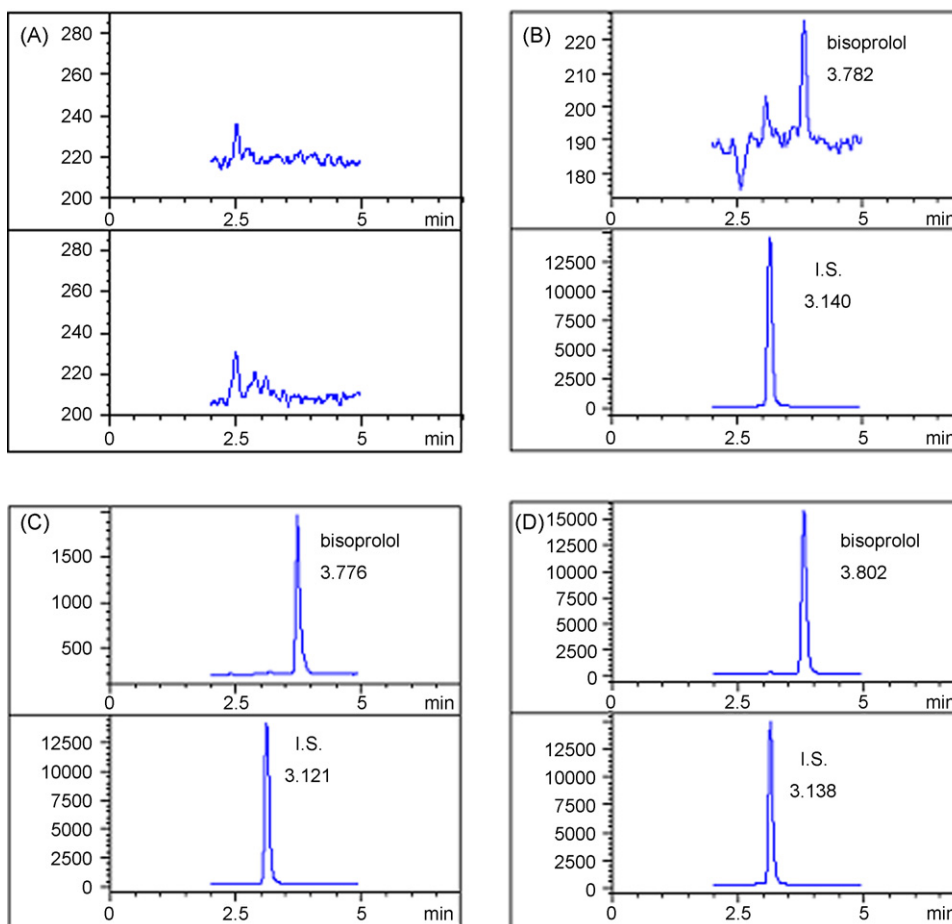 (A)
280
260
240
220
200
0 2.5 5 min
280
260
240
220
200
0 2.5 5 min
(B)
220
210
200
190
180
bisoprolol
3.782
0 2.5 5 min
12500
10000
7500
5000
2500
0
I.S.
3.140
0 2.5 5 min
(C)
1500
1000
500
bisoprolol
3.776
0 2.5 5 min
12500
10000
7500
5000
2500
0
I.S.
3.121
0 2.5 5 min
(D)
15000
12500
10000
7500
5000
2500
0
bisoprolol
3.802
0 2.5 5 min
12500
10000
7500
5000
2500
0
I.S.
3.138
0 2.5 5 min